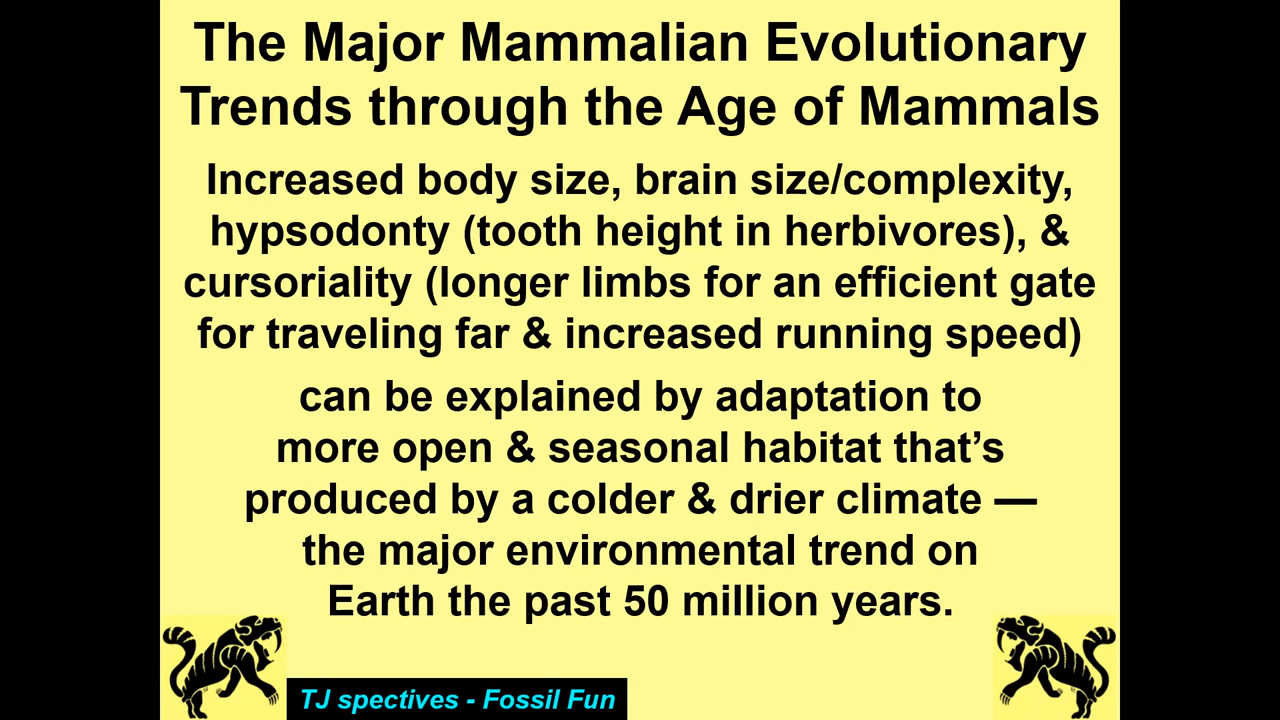 The Major Mammalian Evolutionary
Trends through the Age of Mammals
Increased body size, brain size/complexity,
hypsodonty (tooth height in herbivores), &
cursoriality (longer limbs for an efficient gate
for traveling far & increased running speed)
can be explained by adaptation to
more open & seasonal habitat that’s
produced by a colder & drier climate —
the major environmental trend on
Earth the past 50 million years.
TJ spectives - Fossil Fun